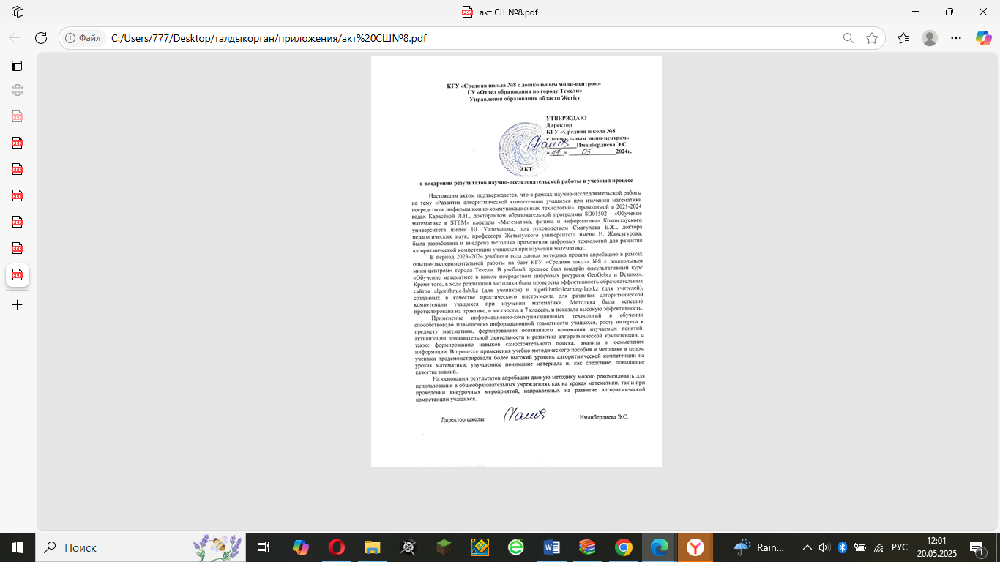 акт СШ№8.pdf
Файл
C:/Users/777/Desktop/талдыкорган/приложения/акт%20СШ№8.pdf
КГУ «Средняя школа №8 с дошкольным мини-центром»
ГУ «Отдел образования по городу Текели»
Управления образования области Жетісу
УТВЕРЖДАЮ
Директор
КГУ «Средняя школа №8
с дошкольным мини-центром»
Иманбердиева Э.С.
«17» 05 2024г.
АКТ
о внедрении результатов научно-исследовательской работы в учебный процесс
Настоящим актом подтверждается, что в рамках научно-исследовательской работы
на тему «Развитие алгоритмической компетенции учащихся при изучении математики
посредством информационно-коммуникационных технологий», проводимой в 2021-2024
годах Карасёвой Л.Н., докторантом образовательной программы 8D01502 - «Обучение
математике в STEM» кафедры «Математика, физика и информатика» Кокшетауского
университета имени Ш. Уалиханова, под руководством Смагулова Е.Ж., доктора
педагогических наук, профессора Жетысуского университета имени И. Жансугурова,
была разработана и внедрена методика применения цифровых технологий для развития
алгоритмической компетенции учащихся при изучении математики.
В период 2023–2024 учебного года данная методика прошла апробацию в рамках
опытно-экспериментальной работы на базе КГУ «Средняя школа №8 с дошкольным
мини-центром» города Текели. В учебный процесс был внедрён факультативный курс
«Обучение математике в школе посредством цифровых ресурсов GeoGebra и Desmos».
Кроме того, в ходе реализации методики была проверена эффективность образовательных
сайтов algorithmic-lab.kz (для учеников) и algorithmic-learning-lab.kz (для учителей),
созданных в качестве практического инструмента для развития алгоритмической
компетенции учащихся при изучении математики. Методика была успешно
протестирована на практике, в частности, в 7 классах, и показала высокую эффективность.
Применение информационно-коммуникационных технологий в обучении
способствовало повышению информационной грамотности учащихся, росту интереса к
предмету математики, формированию осознанного понимания изучаемых понятий,
активизации познавательной деятельности и развитию алгоритмической компетенции, а
также формированию навыков самостоятельного поиска, анализа и осмысления
информации. В процессе применения учебно-методического пособия и методики в целом
ученики продемонстрировали более высокий уровень алгоритмической компетенции на
уроках математики, улучшенное понимание материала и, как следствие, повышение
качества знаний.
На основании результатов апробации данную методику можно рекомендовать для
использования в общеобразовательных учреждениях как на уроках математики, так и при
проведении внеурочных мероприятий, направленных на развитие алгоритмической
компетенции учащихся.
Директор школы Иманбердиева Э.С.
Поиск
Rain...
РУС
12:01
20.05.2025
1